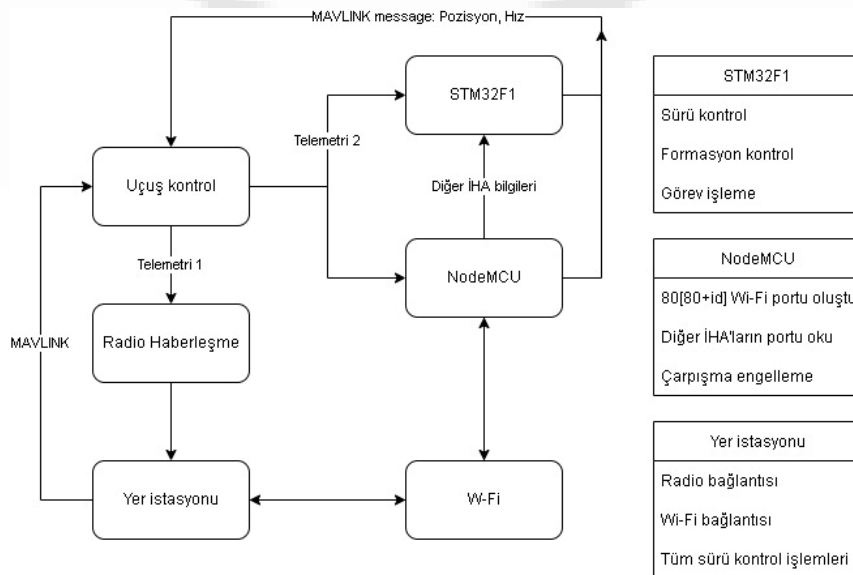 MAVLINK message: Pozisyon, Hız
STM32F1
Telemetri 2
Uçuş kontrol
Diğer İHA bilgileri
Telemetri 1
NodeMCU
MAVLINK
Radio Haberleşme
Yer istasyonu
W-Fi
STM32F1
Sürü kontrol
Formasyon kontrol
Görev işleme
NodeMCU
80[80+id] Wi-Fi portu oluştu
Diğer İHA'ların portu oku
Çarpışma engelleme
Yer istasyonu
Radio bağlantısı
Wi-Fi bağlantısı
Tüm sürü kontrol işlemleri